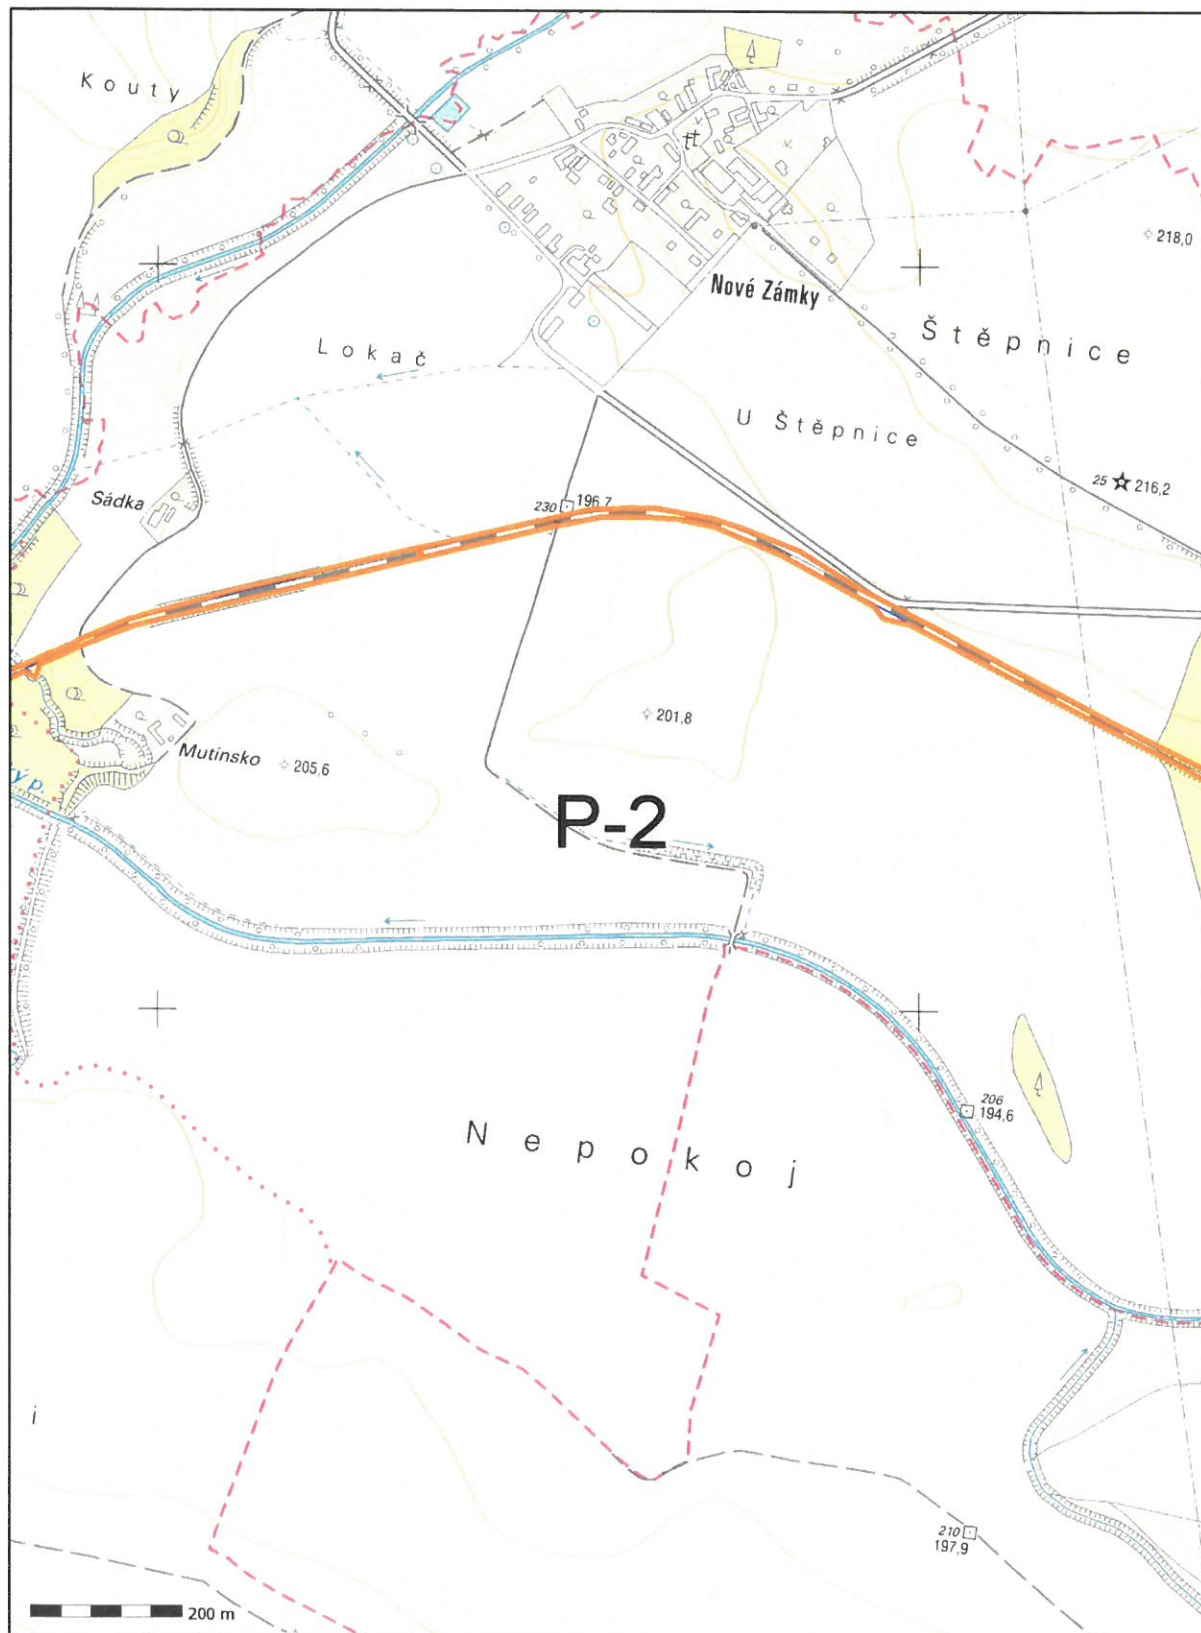 Kouty
218,0
Nové Zámky
Štěpnice
Lokač
U Štěpnice
25 216,2
Sádka
230 196,7
201,8
Mutínsko 205,6
ý p.
P-2
206
194,6
Nepokoj
i
210
197,9
200 m